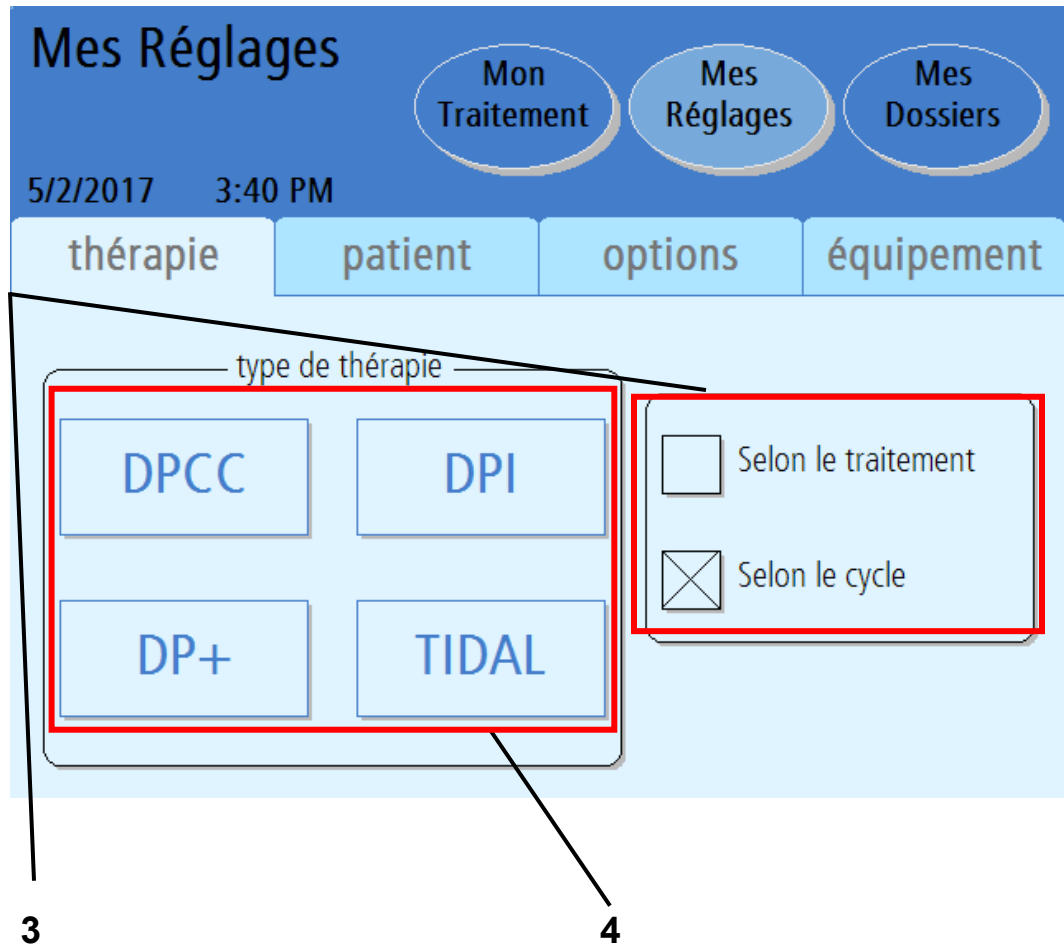 Mes Réglages
Mon
Traitement
Mes
Réglages
Mes
Dossiers
5/2/2017 3:40 PM
thérapie patient options équipement
type de thérapie
DPCC DPI
DP+ TIDAL
Selon le traitement
Selon le cycle
3 4